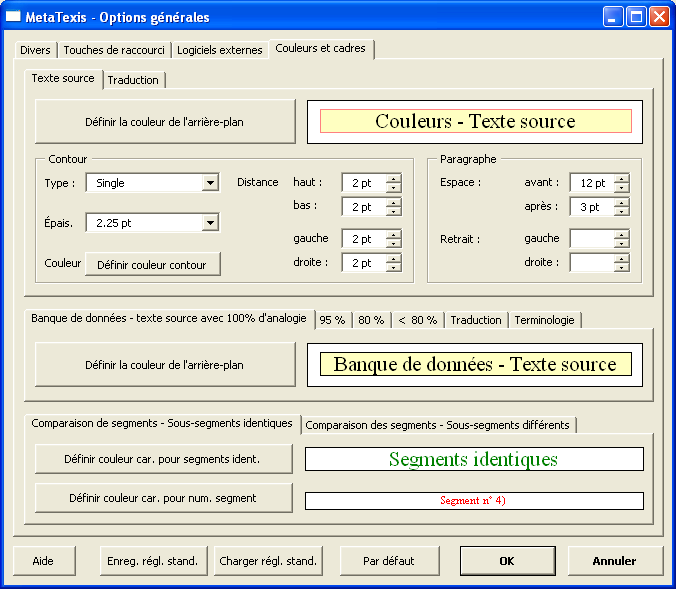 MetaTexis - Options générales
Divers Touches de raccourci Logiciels externes Couleurs et cadres
Texte source Traduction
Définir la couleur de l'arrière-plan Couleurs - Texte source
Contour Paragraphe
Type : Single Distance haut : 2 pt Espace : avant : 12 pt
bas : 2 pt après : 3 pt
Épais. 2.25 pt
gauche 2 pt Retrait : gauche
Couleur Définir couleur contour droite : 2 pt droite :
Banque de données - texte source avec 100% d'analogie 95 % 80 % < 80 % Traduction Terminologie
Définir la couleur de l'arrière-plan Banque de données - Texte source
Comparaison de segments - Sous-segments identiques Comparaison des segments - Sous-segments différents
Définir couleur car. pour segments ident. Segments identiques
Définir couleur car. pour num. segment Segment n° 4)
Aide Enreg. régl. stand. Charger régl. stand. Par défaut OK Annuler